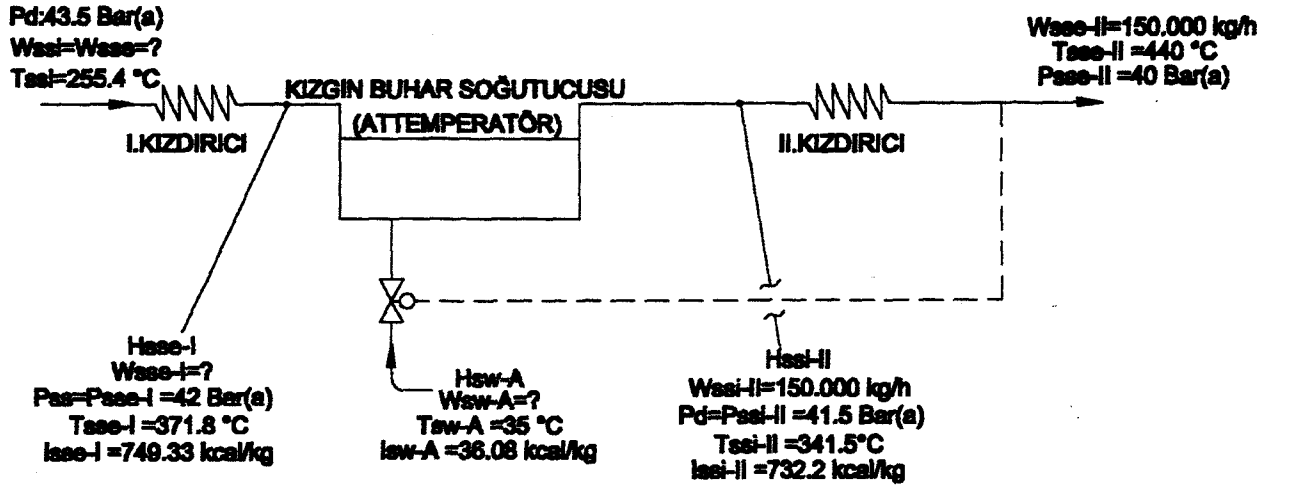 Pd:43.5 Bar(a)
Wssi=Wsse=?
Tssi=255.4 °C
I.KIZDIRICI
KIZGIN BUHAR SOĞUTUCUSU
(ATTEMPERATÖR)
II.KIZDIRICI
Wsse-II=150.000 kg/h
Tsse-II =440 °C
Psse-II =40 Bar(a)
Hsse-I
Wsse-I=?
Pss=Psse-I =42 Bar(a)
Tsse-I =371.8 °C
Isse-I =749.33 kcal/kg
Hsw-A
Wsw-A=?
Tsw-A =35 °C
Isw-A =36.08 kcal/kg
Hssi-II
Wssi-II=150.000 kg/h
Pd=Pssi-II =41.5 Bar(a)
Tssi-II =341.5°C
Issi-II =732.2 kcal/kg